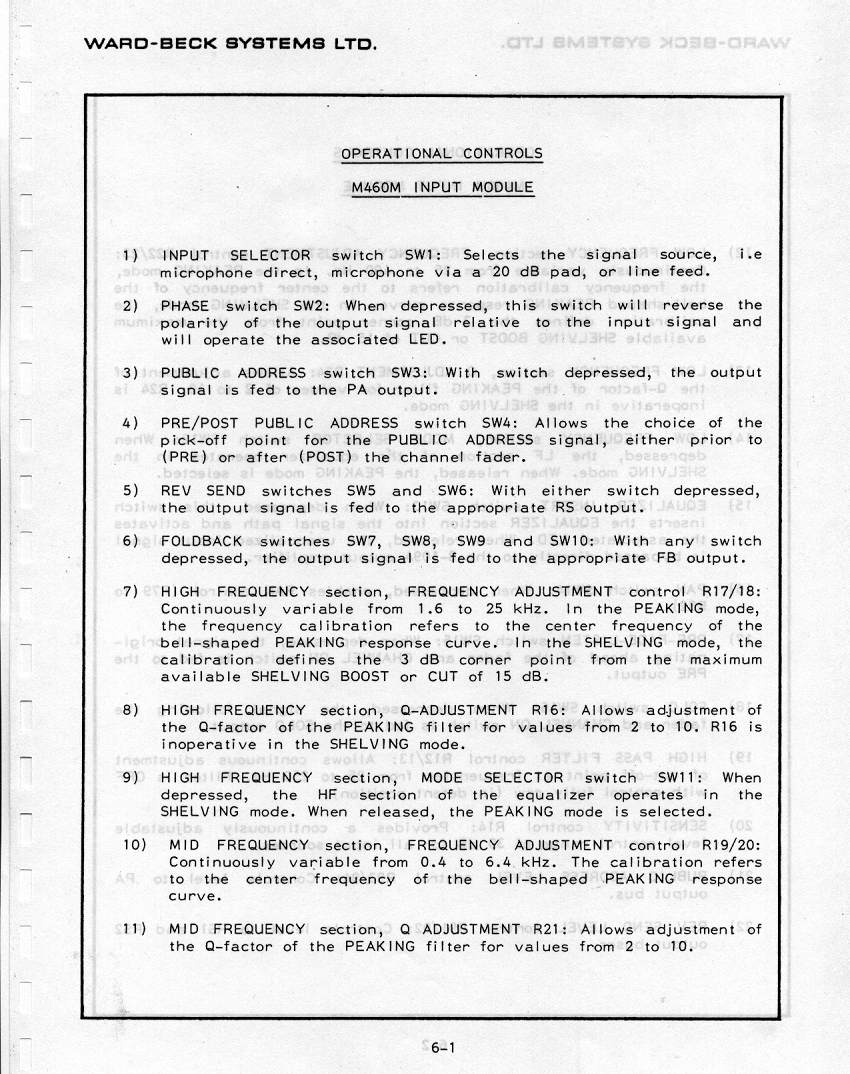 WARD-BECK SYSTEMS LTD.
OPERATIONAL CONTROLS
M460M INPUT MODULE
1) INPUT SELECTOR switch SW1: Selects the signal source, i.e
microphone direct, microphone via a 20 dB pad, or line feed.
2) PHASE switch SW2: When depressed, this switch will reverse the
polarity of the output signal relative to the input signal and
will operate the associated LED.
3) PUBLIC ADDRESS switch SW3: With switch depressed, the output
signal is fed to the PA output.
4) PRE/POST PUBLIC ADDRESS switch SW4: Allows the choice of the
pick-off point for the PUBLIC ADDRESS signal, either prior to
(PRE) or after (POST) the channel fader.
5) REV SEND switches SW5 and SW6: With either switch depressed,
the output signal is fed to the appropriate RS output.
6) FOLDBACK switches SW7, SW8, SW9 and SW10: With any switch
depressed, the output signal is fed to the appropriate FB output.
7) HIGH FREQUENCY section, FREQUENCY ADJUSTMENT control R17/18:
Continuously variable from 1.6 to 25 kHz. In the PEAKING mode,
the frequency calibration refers to the center frequency of the
bell-shaped PEAKING response curve. In the SHELVING mode, the
calibration defines the 3 dB corner point from the maximum
available SHELVING BOOST or CUT of 15 dB.
8) HIGH FREQUENCY section, Q-ADJUSTMENT R16: Allows adjustment of
the Q-factor of the PEAKING filter for values from 2 to 10. R16 is
inoperative in the SHELVING mode.
9) HIGH FREQUENCY section, MODE SELECTOR switch SW11: When
depressed, the HF section of the equalizer operates in the
SHELVING mode. When released, the PEAKING mode is selected.
10) MID FREQUENCY section, FREQUENCY ADJUSTMENT control R19/20:
Continuously variable from 0.4 to 6.4 kHz. The calibration refers
to the center frequency of the bell-shaped PEAKING response
curve.
11) MID FREQUENCY section, Q ADJUSTMENT R21: Allows adjustment of
the Q-factor of the PEAKING filter for values from 2 to 10.
6-1